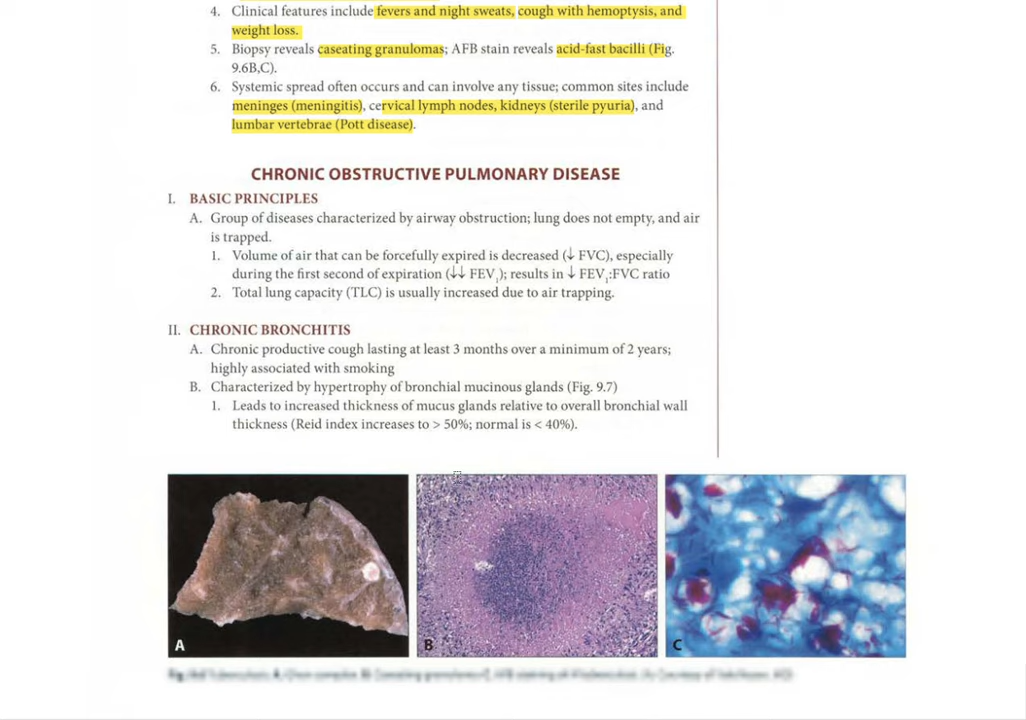 4. Clinical features include fevers and night sweats, cough with hemoptysis, and
weight loss.
5. Biopsy reveals caseating granulomas; AFB stain reveals acid-fast bacilli (Fig.
9.6B,C).
6. Systemic spread often occurs and can involve any tissue; common sites include
meninges (meningitis), cervical lymph nodes, kidneys (sterile pyuria), and
lumbar vertebrae (Pott disease).
CHRONIC OBSTRUCTIVE PULMONARY DISEASE
I. BASIC PRINCIPLES
A. Group of diseases characterized by airway obstruction; lung does not empty, and air
is trapped.
1. Volume of air that can be forcefully expired is decreased (↓ FVC), especially
during the first second of expiration (↓↓ FEV₁); results in ↓ FEV₁:FVC ratio
2. Total lung capacity (TLC) is usually increased due to air trapping.
II. CHRONIC BRONCHITIS
A. Chronic productive cough lasting at least 3 months over a minimum of 2 years;
highly associated with smoking
B. Characterized by hypertrophy of bronchial mucinous glands (Fig. 9.7)
1. Leads to increased thickness of mucus glands relative to overall bronchial wall
thickness (Reid index increases to > 50%; normal is < 40%).
A B C